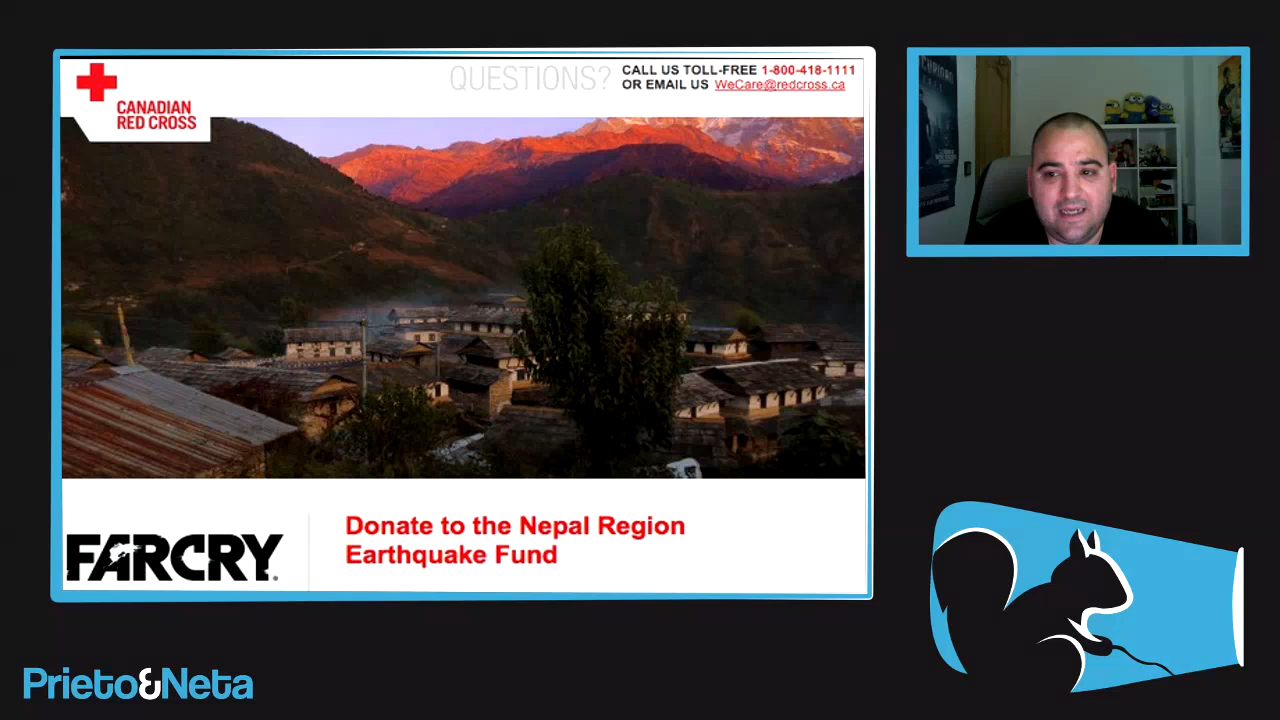 CANADIAN
RED CROSS
QUESTIONS?
CALL US TOLL-FREE 1-800-418-1111
OR EMAIL US WeCare@redcross.ca
FARCRY
Donate to the Nepal Region
Earthquake Fund
Prieto&Neta